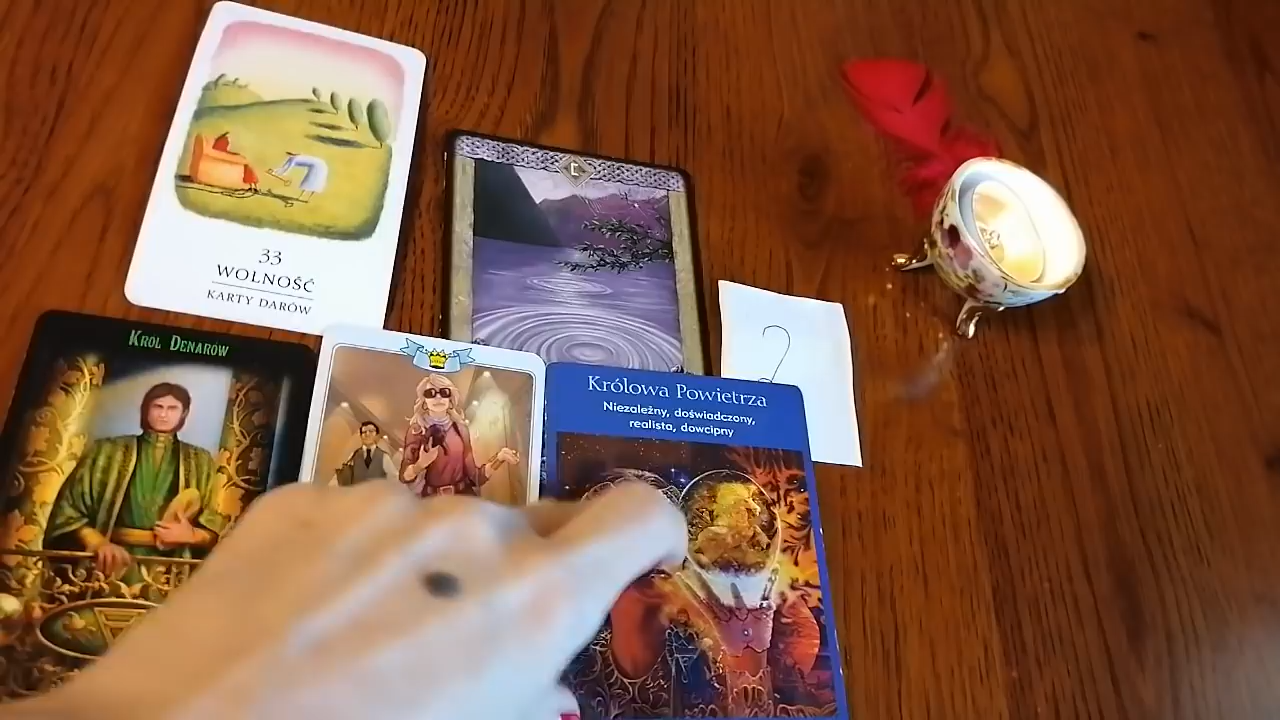 33
WOLNOŚĆ
KARTY DARÓW
Król Denarów
Królowa Powietrza
Niezależny, doświadczony,
realista, dowcipny